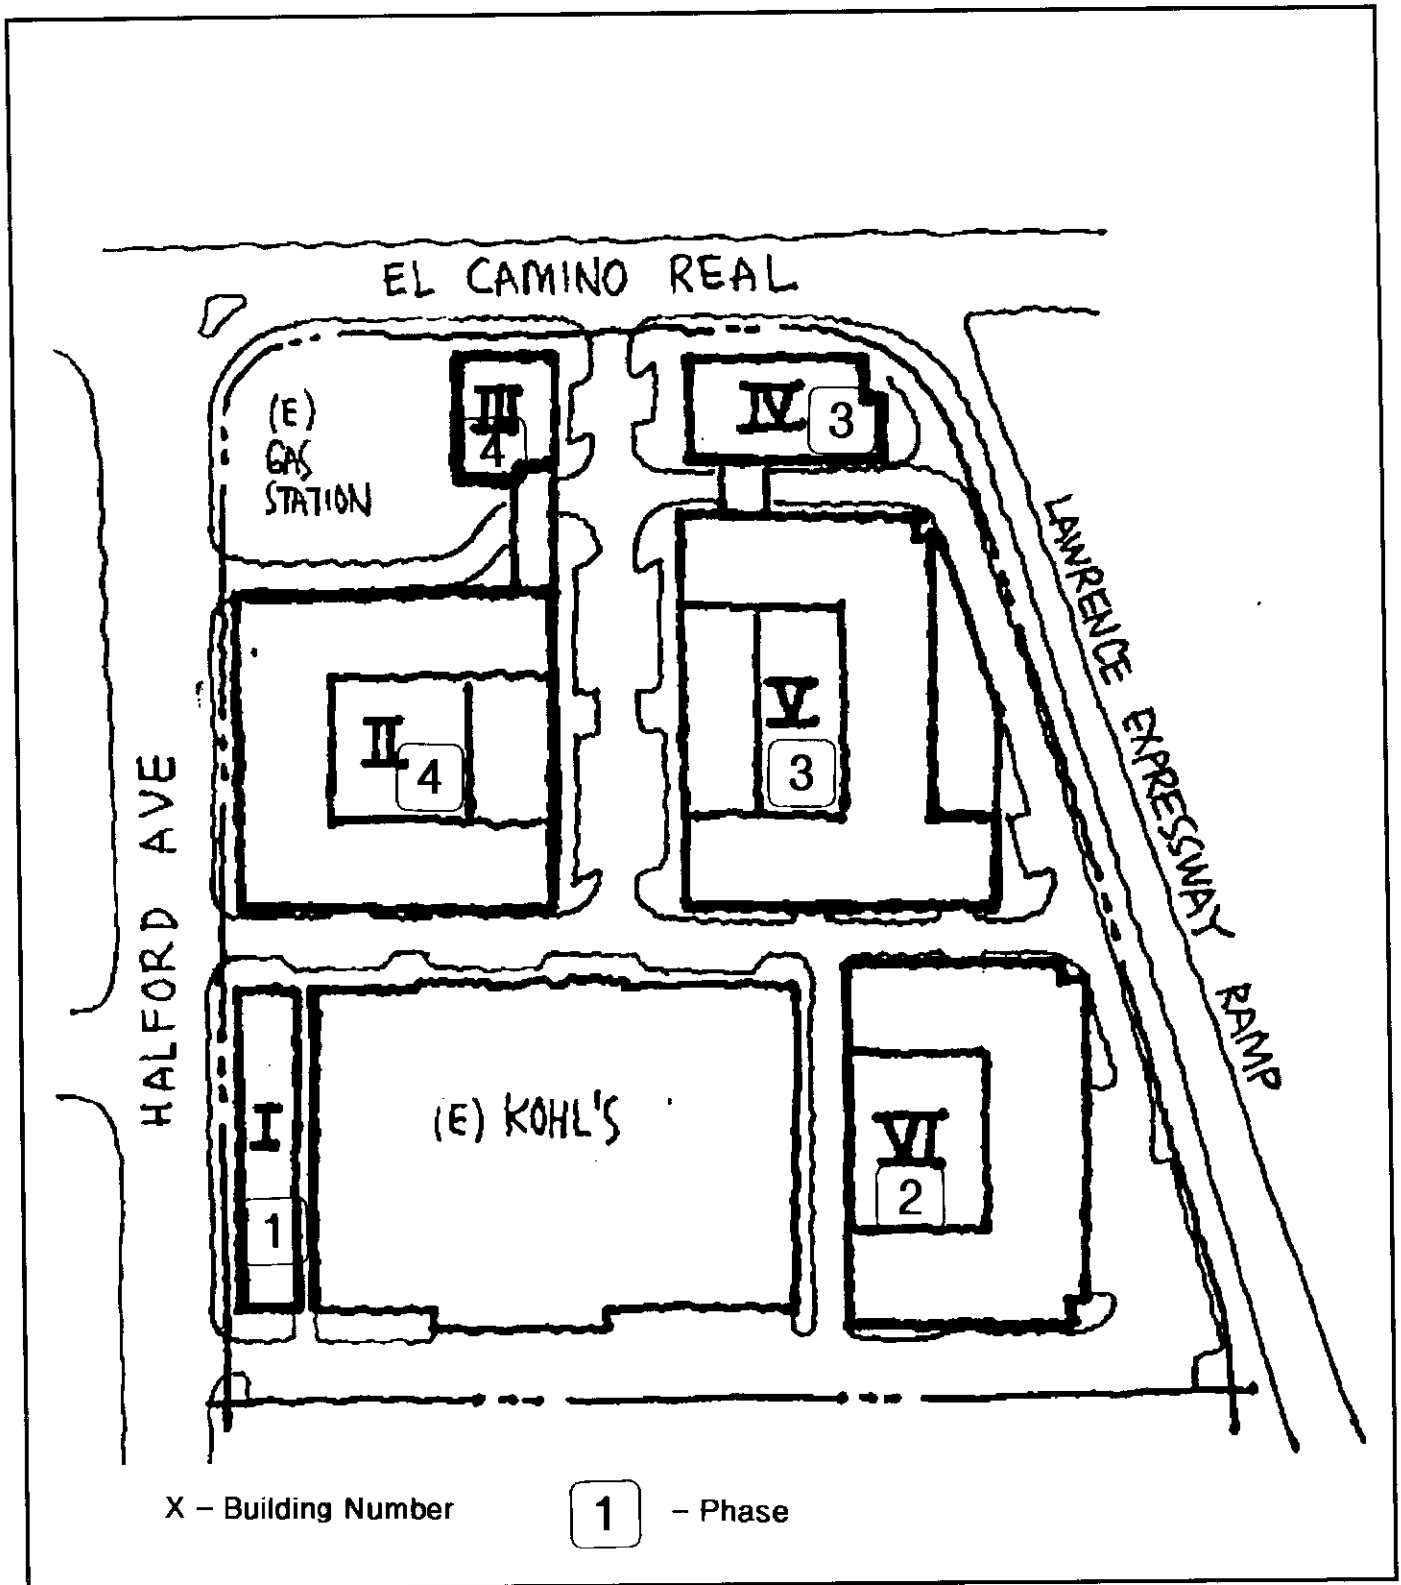 EL CAMINO REAL
(E)
GAS
STATION
III
4
IV
3
LAWRENCE EXPRESSWAY RAMP
II
4
V
3
HALFORD AVE
I
1
(E) KOHL'S
VI
2
X – Building Number
1 – Phase